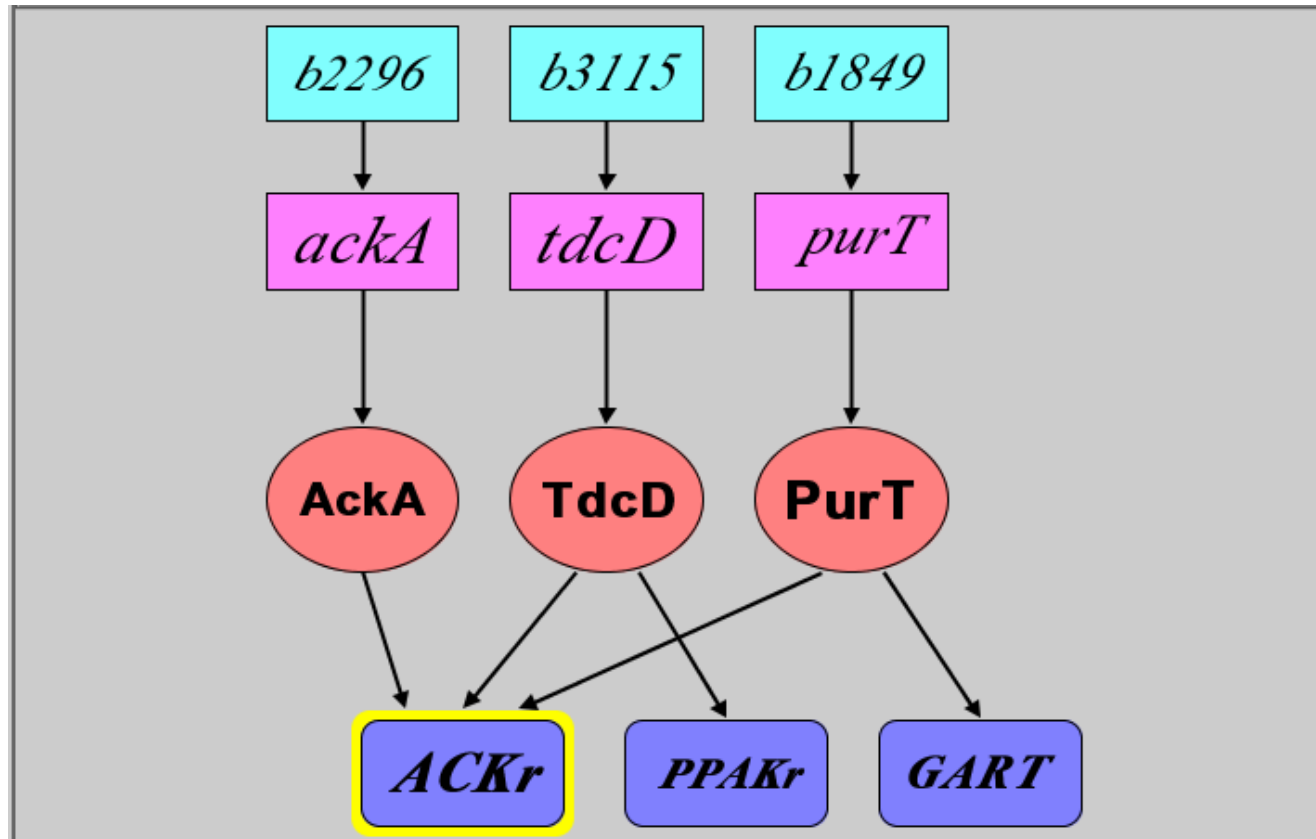 b2296 b3115 b1849
ackA tdcD purT
AckA TdcD PurT
ACKr PPAKr GART